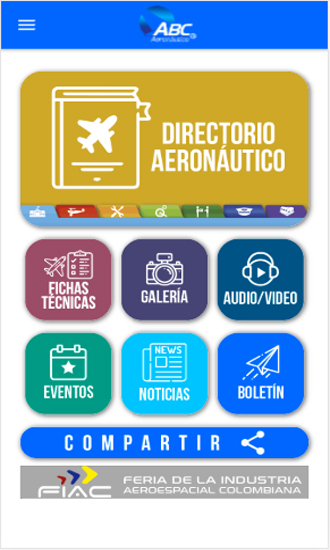 ABC
Aeronáutico
DIRECTORIO
AERONÁUTICO
FICHAS
TÉCNICAS
GALERÍA
AUDIO/VIDEO
EVENTOS
NEWS
NOTICIAS
BOLETÍN
COMPARTIR
FIAC
FERIA DE LA INDUSTRIA
AEROESPACIAL COLOMBIANA